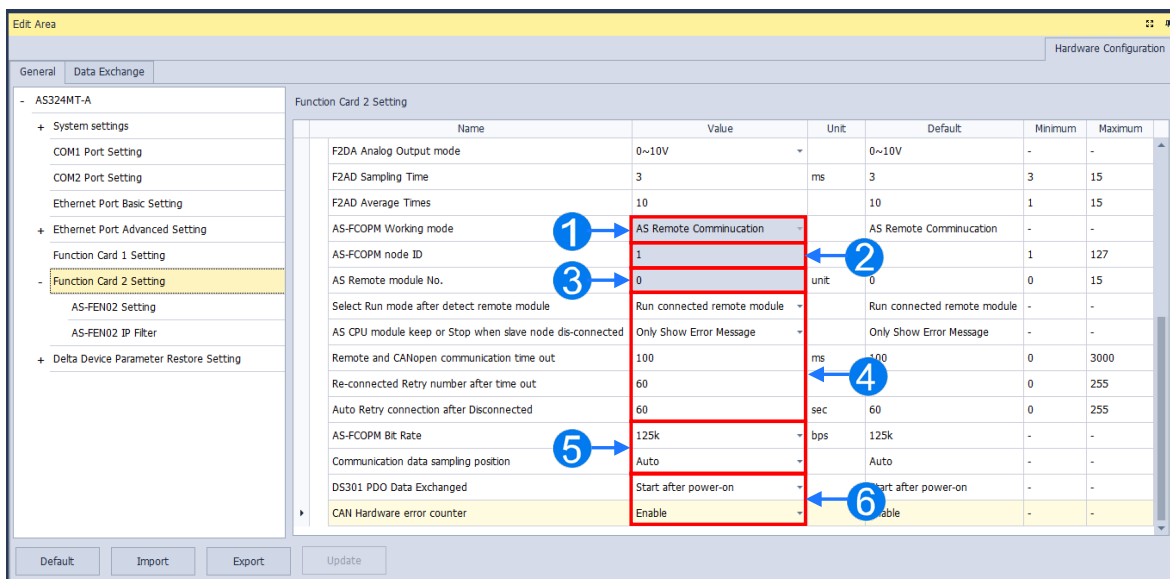 Edit Area
Hardware Configuration
General Data Exchange
- AS324MT-A
+ System settings
COM1 Port Setting
COM2 Port Setting
Ethernet Port Basic Setting
+ Ethernet Port Advanced Setting
Function Card 1 Setting
- Function Card 2 Setting
AS-FEN02 Setting
AS-FEN02 IP Filter
+ Delta Device Parameter Restore Setting
Function Card 2 Setting
Name Value Unit Default Minimum Maximum
F2DA Analog Output mode 0~10V 0~10V - -
F2AD Sampling Time 3 ms 3 3 15
F2AD Average Times 10 10 1 15
AS-FCOPM Working mode 1 AS Remote Comminucation AS Remote Comminucation - -
AS-FCOPM node ID 1 2 1 127
AS Remote module No. 3 0 unit 0 0 15
Select Run mode after detect remote module Run connected remote module Run connected remote module - -
AS CPU module keep or Stop when slave node dis-connected Only Show Error Message Only Show Error Message - -
Remote and CANopen communication time out 100 ms 100 0 3000
4
Re-connected Retry number after time out 60 0 255
Auto Retry connection after Disconnected 60 sec 60 0 255
AS-FCOPM Bit Rate 125k bps 125k - -
5
Communication data sampling position Auto Auto - -
DS301 PDO Data Exchanged Start after power-on Start after power-on - -
6
CAN Hardware error counter Enable - -
Default Import Export Update